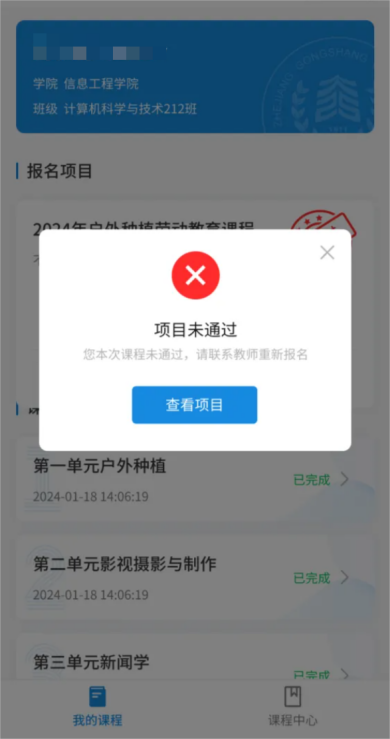 学院 信息工程学院
班级 计算机科学与技术212班
ZHEJIANG GONGSHANG
1911
报名项目
2024年户外种植劳动教育课程
项目未通过
您本次课程未通过，请联系教师重新报名
查看项目
第一单元户外种植
2024-01-18 14:06:19
已完成
第二单元影视摄影与制作
2024-01-18 14:06:19
已完成
第三单元新闻学
已完成
我的课程
课程中心